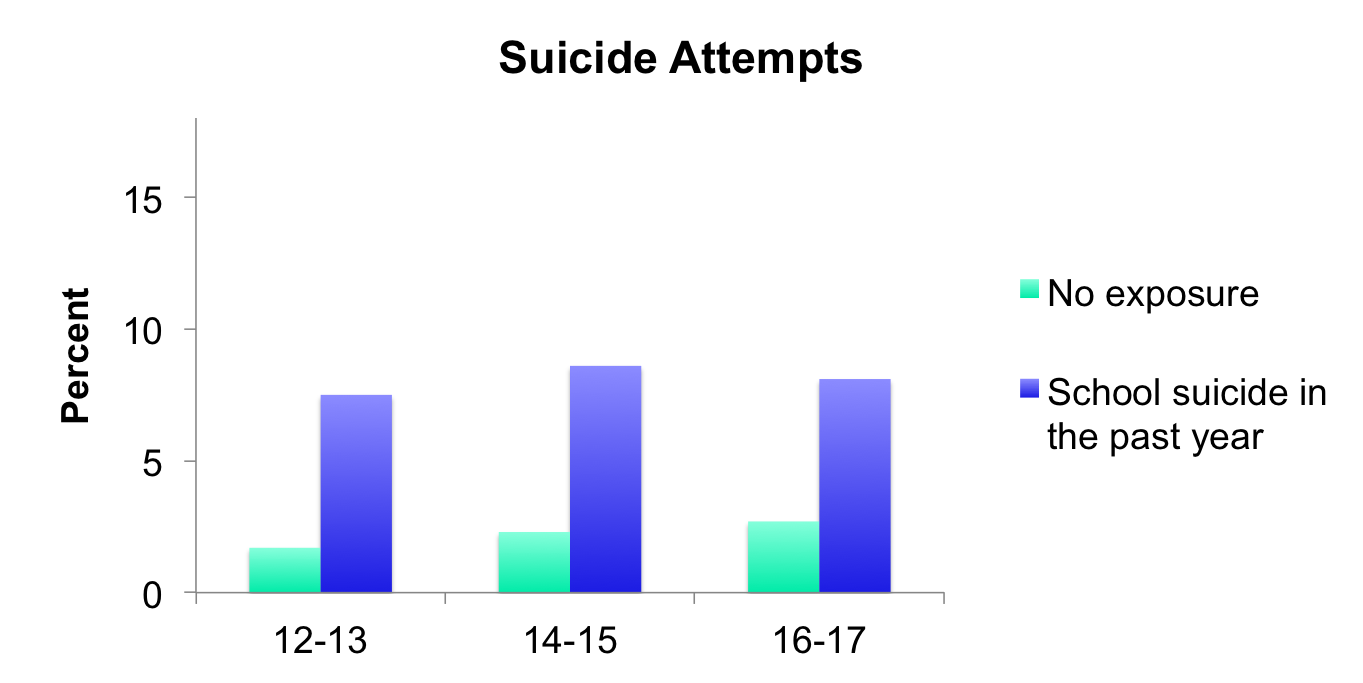 Suicide Attempts
Percent
15
10
5
0
12-13
14-15
16-17
No exposure
School suicide in
the past year